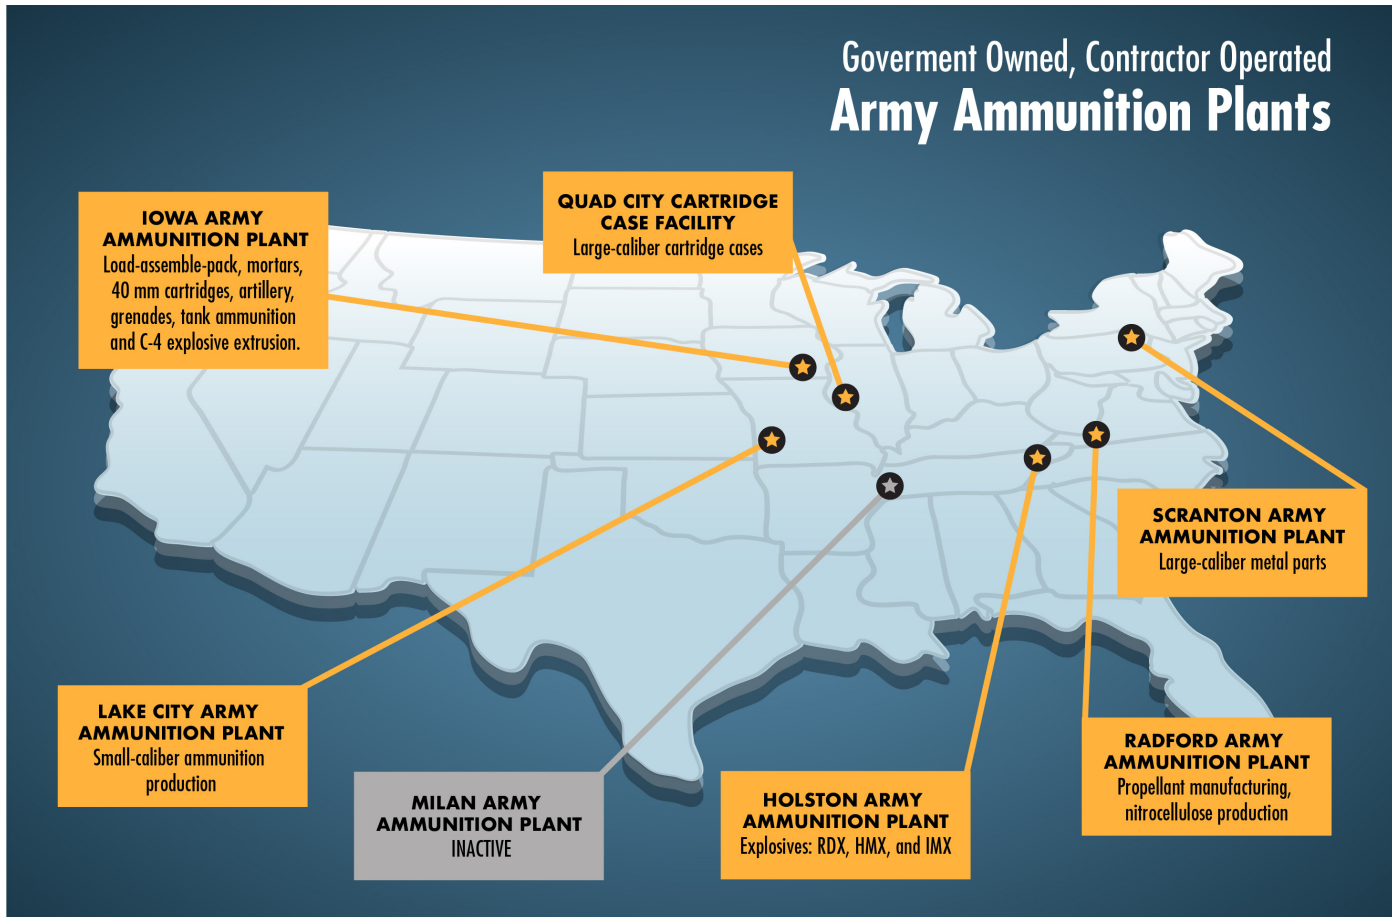 Goverment Owned, Contractor Operated
Army Ammunition Plants
QUAD CITY CARTRIDGE
CASE FACILITY
Large-caliber cartridge cases
IOWA ARMY
AMMUNITION PLANT
Load-assemble-pack, mortars,
40 mm cartridges, artillery,
grenades, tank ammunition
and C-4 explosive extrusion.
SCRANTON ARMY
AMMUNITION PLANT
Large-caliber metal parts
LAKE CITY ARMY
AMMUNITION PLANT
Small-caliber ammunition
production
MILAN ARMY
AMMUNITION PLANT
INACTIVE
HOLSTON ARMY
AMMUNITION PLANT
Explosives: RDX, HMX, and IMX
RADFORD ARMY
AMMUNITION PLANT
Propellant manufacturing,
nitrocellulose production